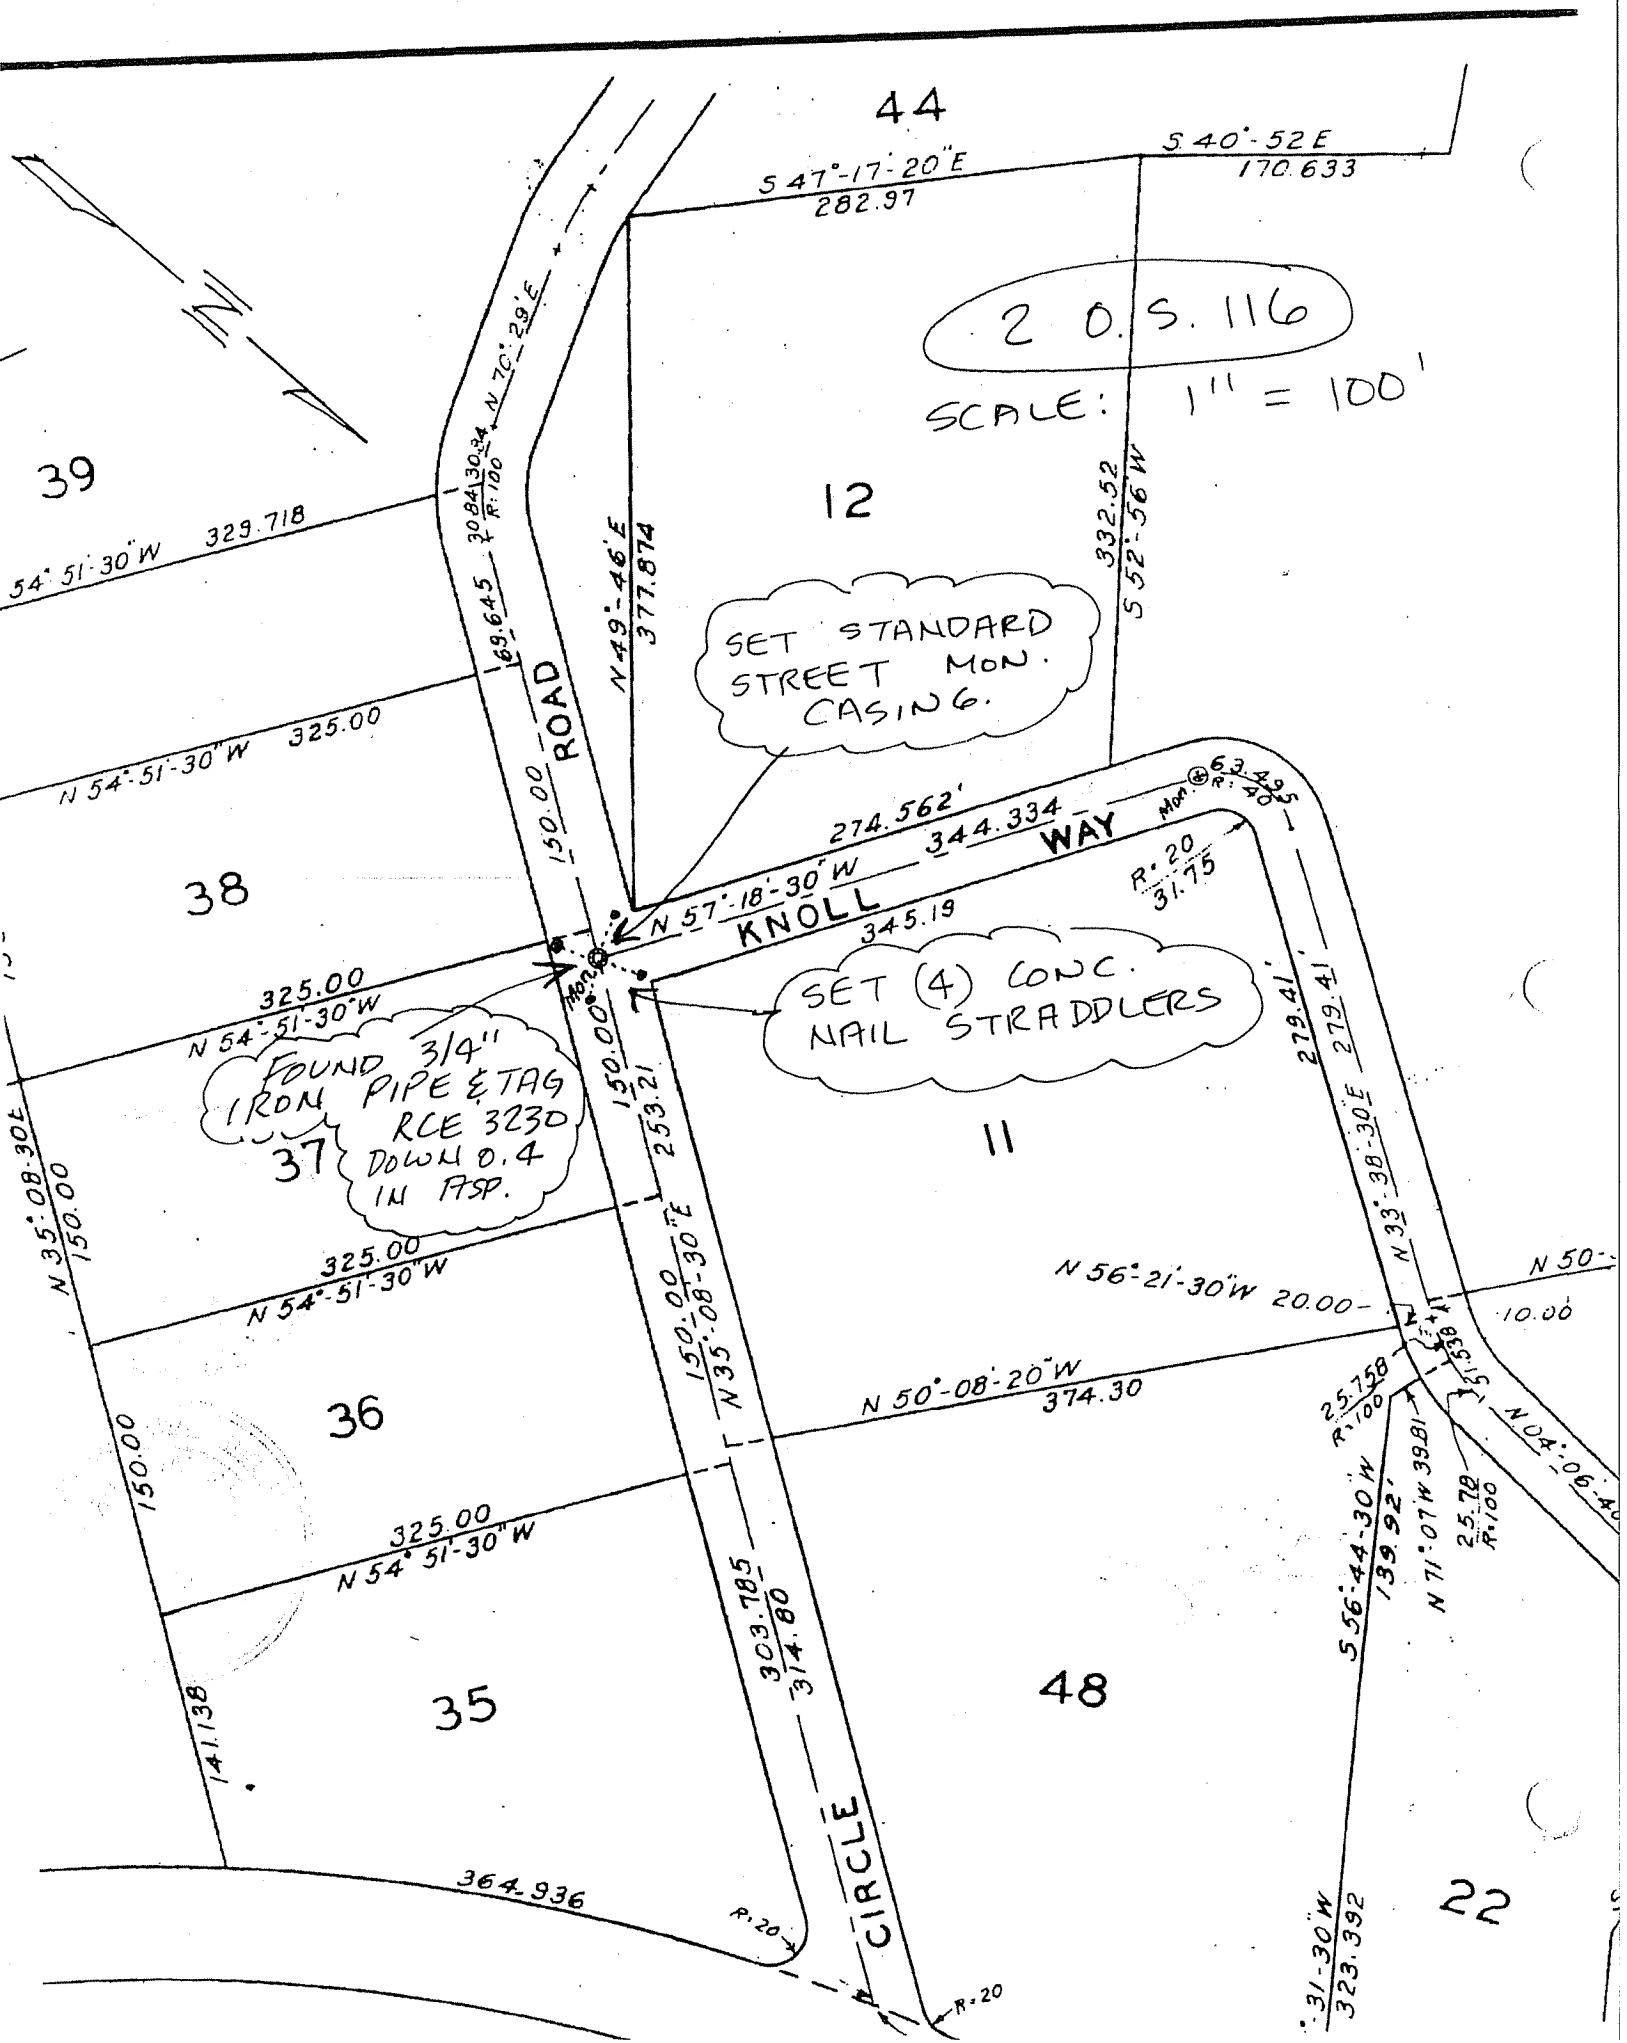 44
S 47°-17'-20"E
282.97
S. 40°-52 E
170.633
N
2 O.S. 116
SCALE: 1" = 100'
N 70°-29'E
30.84
30.84
R=100
39
329.718
54°51'-30"W
12
332.52
S 52°-56'W
N 49°-46'E
377.874
69.645
ROAD
SET STANDARD
STREET MON.
CASING.
325.00
N 54°-51'-30"W
150.00
63.495
R=40
Mon.
274.562'
344.334
WAY
N 57°-18'-30"W
KNOLL
345.19
R=20
31.75
38
Mon.
325.00
N 54°-51'-30"W
SET (4) CONC.
NAIL STRADDLERS
FOUND 3/4"
IRON PIPE & TAG
RCE 3230
DOWN 0.4
IN ASP.
150.00
253.21
279.41'
279.41'
N 33°-38'-30"E
37
11
N 35°-08'-30E
150.00
325.00
N 54°-51'-30"W
150.00
N 35°-08'-30"E
N 56°-21'-30"W 20.00
N 50-
10.00
N 50°-08'-20"W
374.30
25.758
R=100
51.538
N 04°-06'-40
36
150.00
325.00
N 54°51'-30"W
S 56°-44-30"W
139.92'
N 71°-07'W 39.81
25.78
R=100
303.785
314.80
35
48
141.138
CIRCLE
364.936
R=20
R=20
22
°-31-30"W
323.392